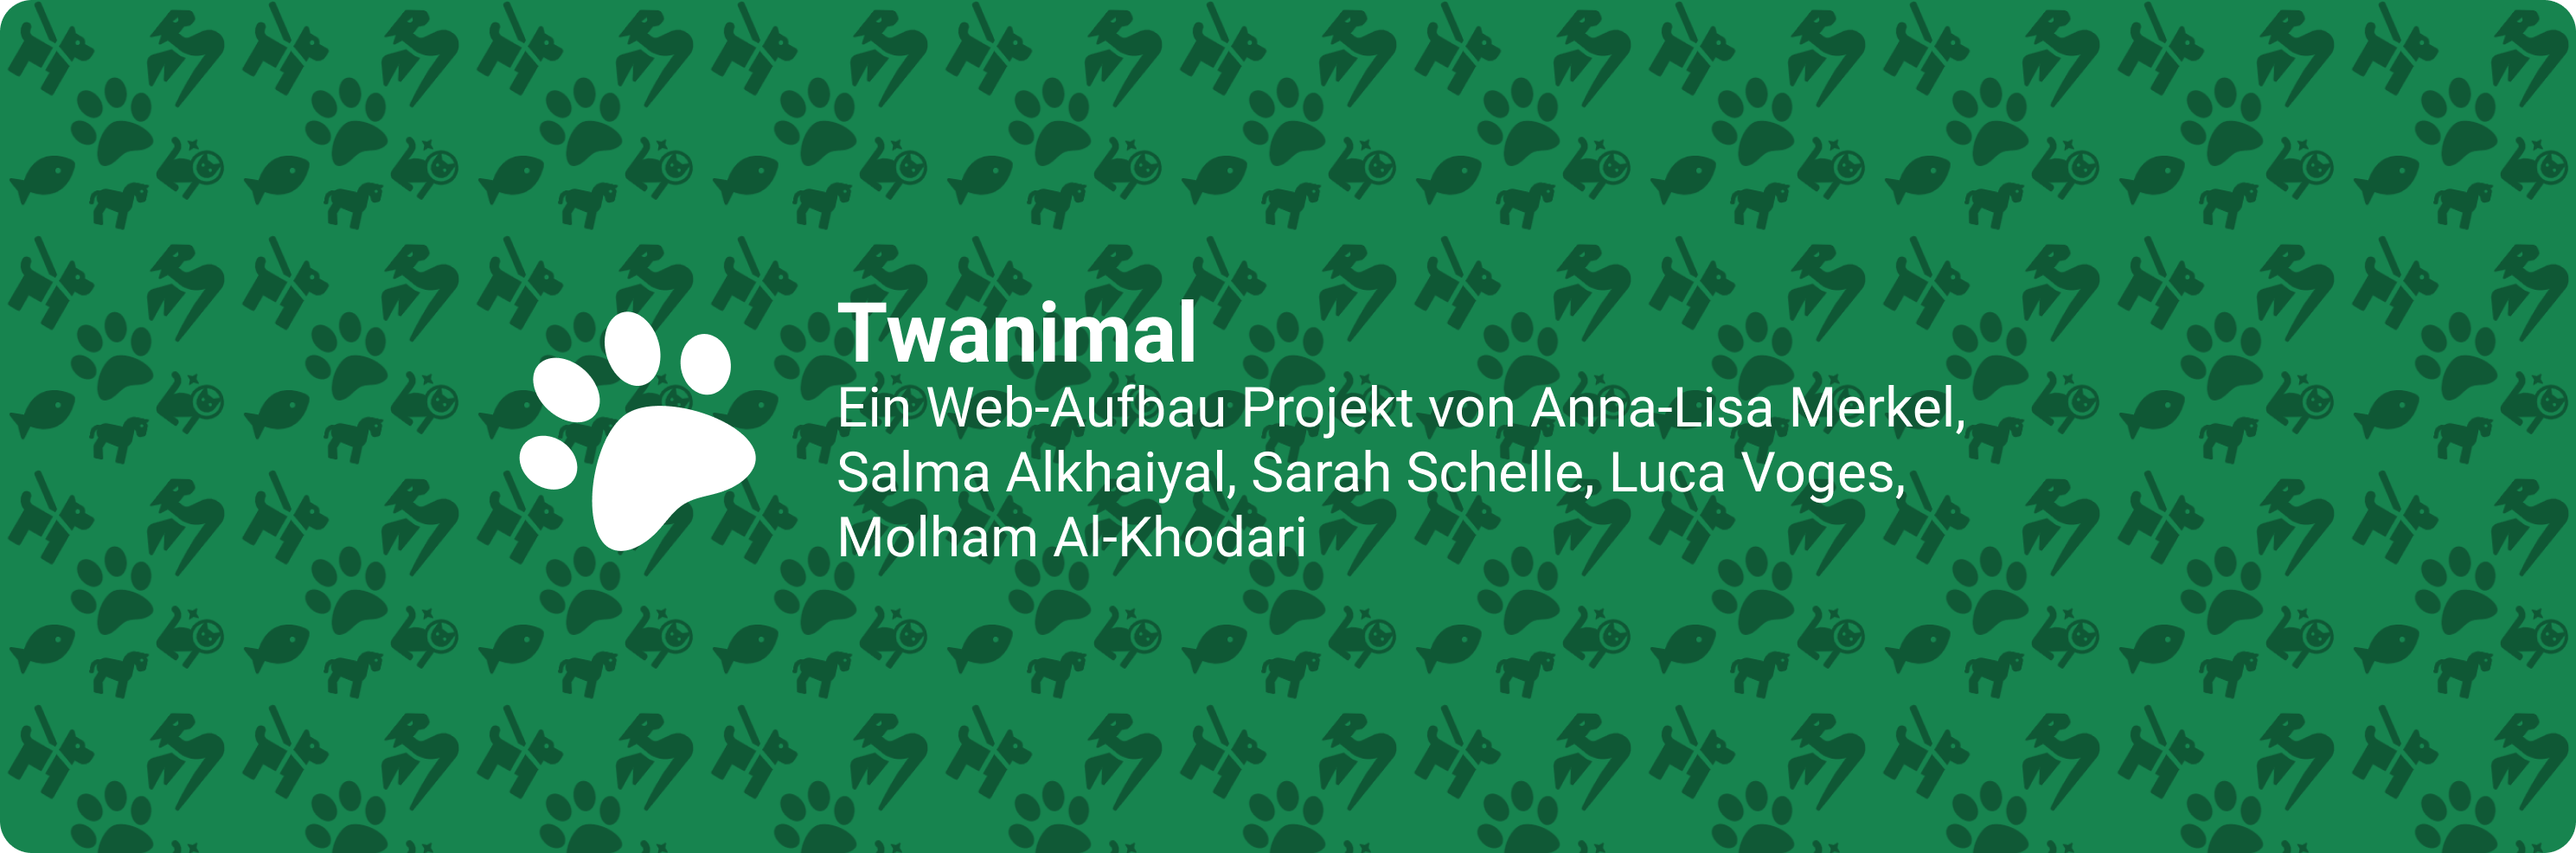 Twanimal
Ein Web-Aufbau Projekt von Anna-Lisa Merkel,
Salma Alkhaiyal, Sarah Schelle, Luca Voges,
Molham Al-Khodari